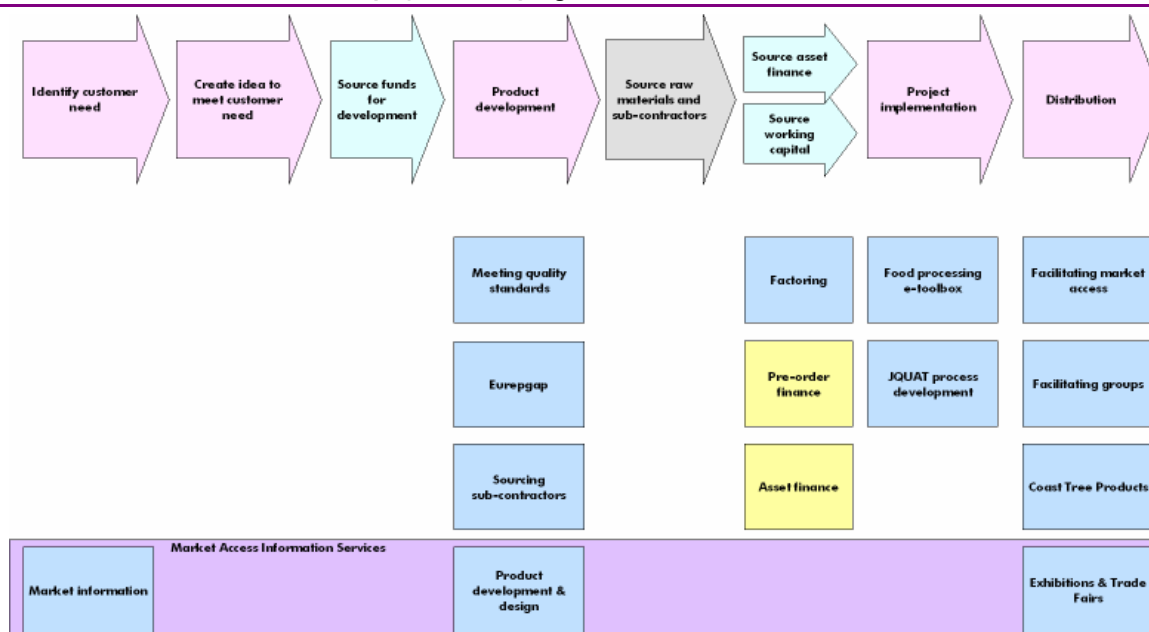 Identify customer
need
Create idea to
meet customer
need
Source funds
for
development
Product
development
Source raw
materials and
sub-contractors
Source asset
finance
Source
working
capital
Project
implementation
Distribution
Meeting quality
standards
Factoring
Food processing
e-toolbox
Facilitating market
access
Eurepgap
Pre-order
finance
JQUAT process
development
Facilitating groups
Sourcing
sub-contractors
Asset finance
Coast Tree Products
Market Access Information Services
Market information
Product
development &
design
Exhibitions & Trade
Fairs